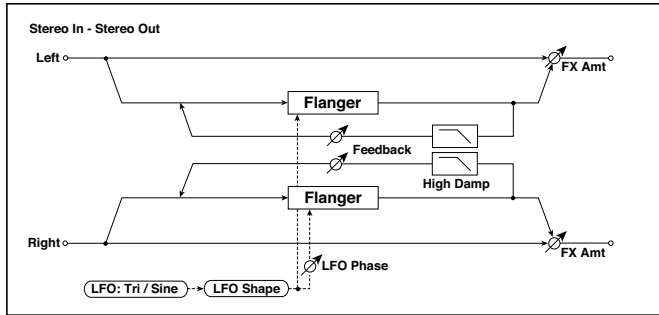 Stereo In - Stereo Out
Left
FX Amt
Flanger
Feedback
High Damp
Flanger
Right
FX Amt
LFO Phase
LFO: Tri / Sine
LFO Shape